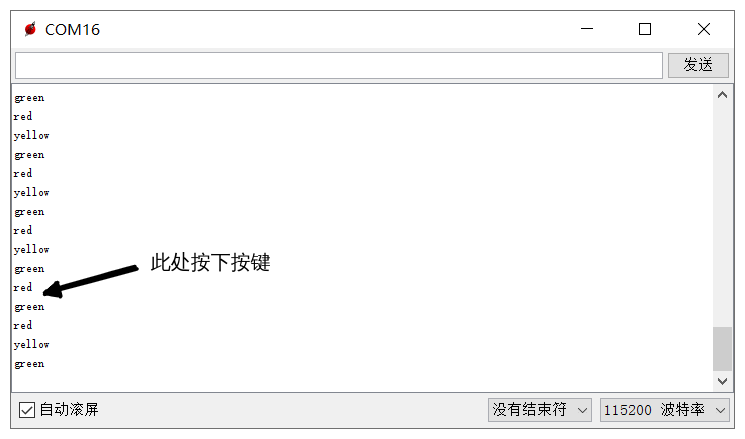 COM16
发送
green
red
yellow
green
red
yellow
green
red
yellow
green
此处按下按键
red
green
red
yellow
green
自动滚屏
没有结束符
115200 波特率